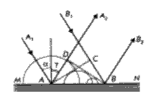 B₁ A₂
A₁ B₂
D C
α γ
M A B N